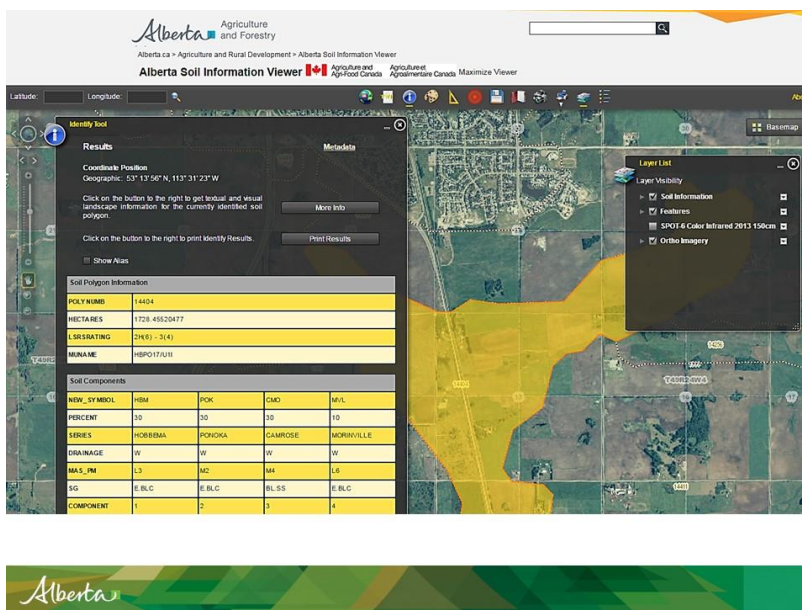 Alberta Agriculture and Forestry
Alberta.ca > Agriculture and Rural Development > Alberta Soil Information Viewer
Alberta Soil Information Viewer Agriculture and Agri-Food Canada Agriculture et Agroalimentaire Canada Maximize Viewer
Latitude: Longitude:
Identify Tool
Results Metadata
Coordinate Position
Geographic: 53° 13' 56" N, 113° 31' 23" W
Click on the button to the right to get textual and visual landscape information for the currently identified soil polygon.
More Info
Click on the button to the right to print Identify Results.
Print Results
Show Alias
Soil Polygon Information
POLYNUMB 14404
HECTARES 1728.45520477
LSRSRATING 2H(6) - 3(4)
MUNAME HBPO17/U1l
Soil Components
NEW_SYMBOL HBM POK CMO MVL
PERCENT 30 30 30 10
SERIES HOBBEMA PONOKA CAMROSE MORINVILLE
DRAINAGE W W W W
MAS_PM L3 M2 M4 L6
SG E.BLC E.BLC BL.SS E.BLC
COMPONENT 1 2 3 4
Basemap
Layer List
Layer Visibility
Soil Information
Features
SPOT-6 Color Infrared 2013 150cm
Ortho Imagery
T49R24W4
16
17
Alberta